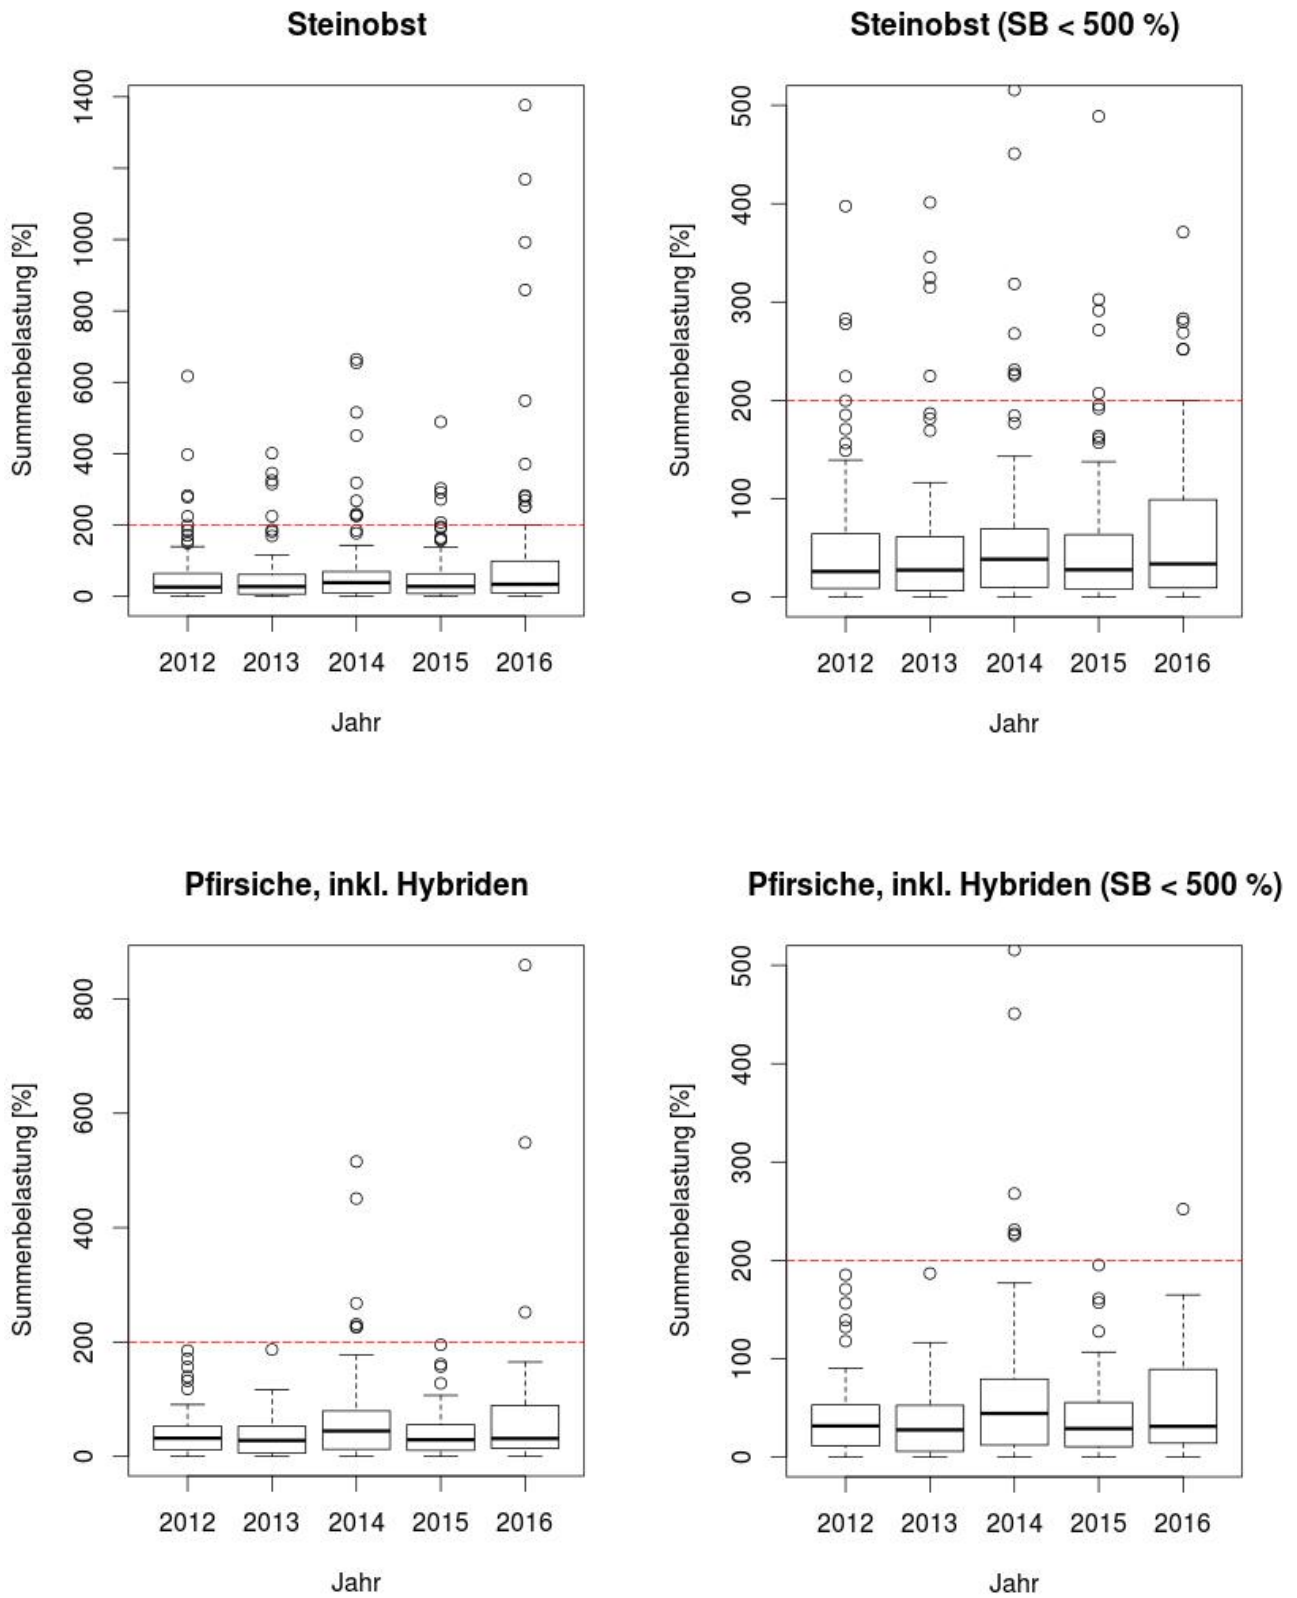 Steinobst
Summenbelastung [%]
1400
1000
800
600
400
200
0
2012 2013 2014 2015 2016
Jahr
Steinobst (SB < 500 %)
Summenbelastung [%]
500
400
300
200
100
0
2012 2013 2014 2015 2016
Jahr
Pfirsiche, inkl. Hybriden
Summenbelastung [%]
800
600
400
200
0
2012 2013 2014 2015 2016
Jahr
Pfirsiche, inkl. Hybriden (SB < 500 %)
Summenbelastung [%]
500
400
300
200
100
0
2012 2013 2014 2015 2016
Jahr